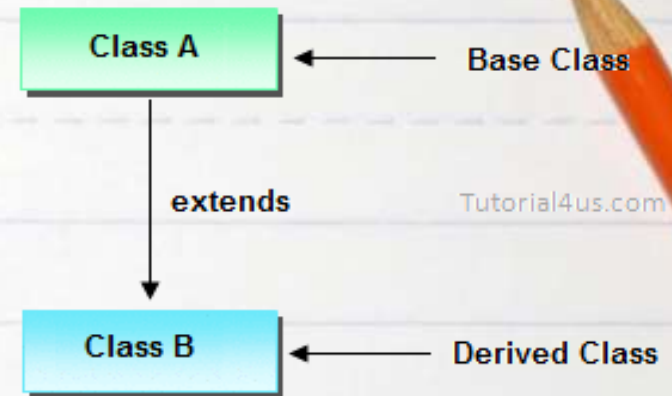 Class A
Base Class
extends
Tutorial4us.com
Class B
Derived Class